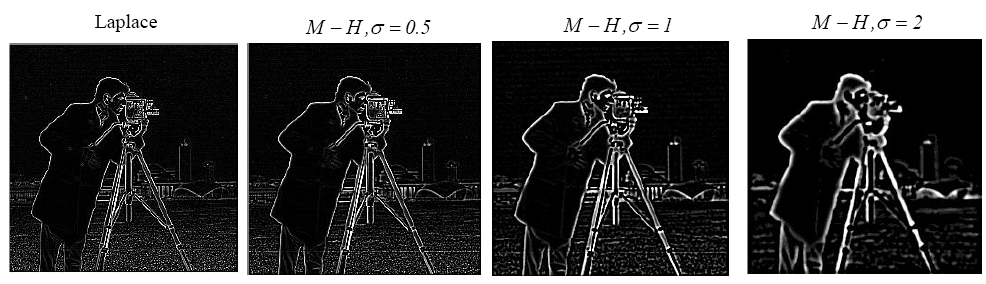 Laplace
M − H , σ = 0.5
M − H , σ = 1
M − H , σ = 2